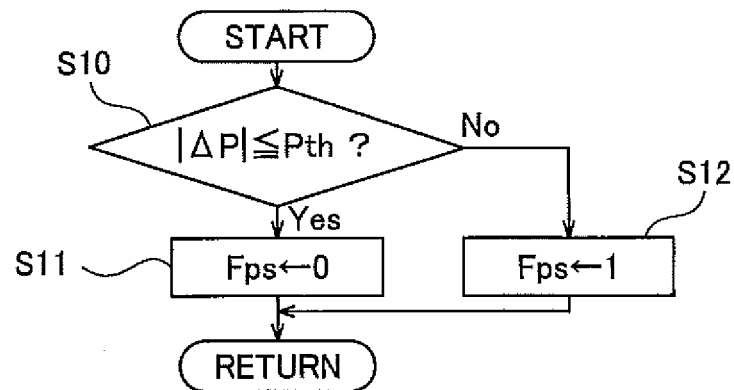 START
S10
|ΔP|≦Pth ?
No
Yes
S12
S11
Fps←0
Fps←1
RETURN